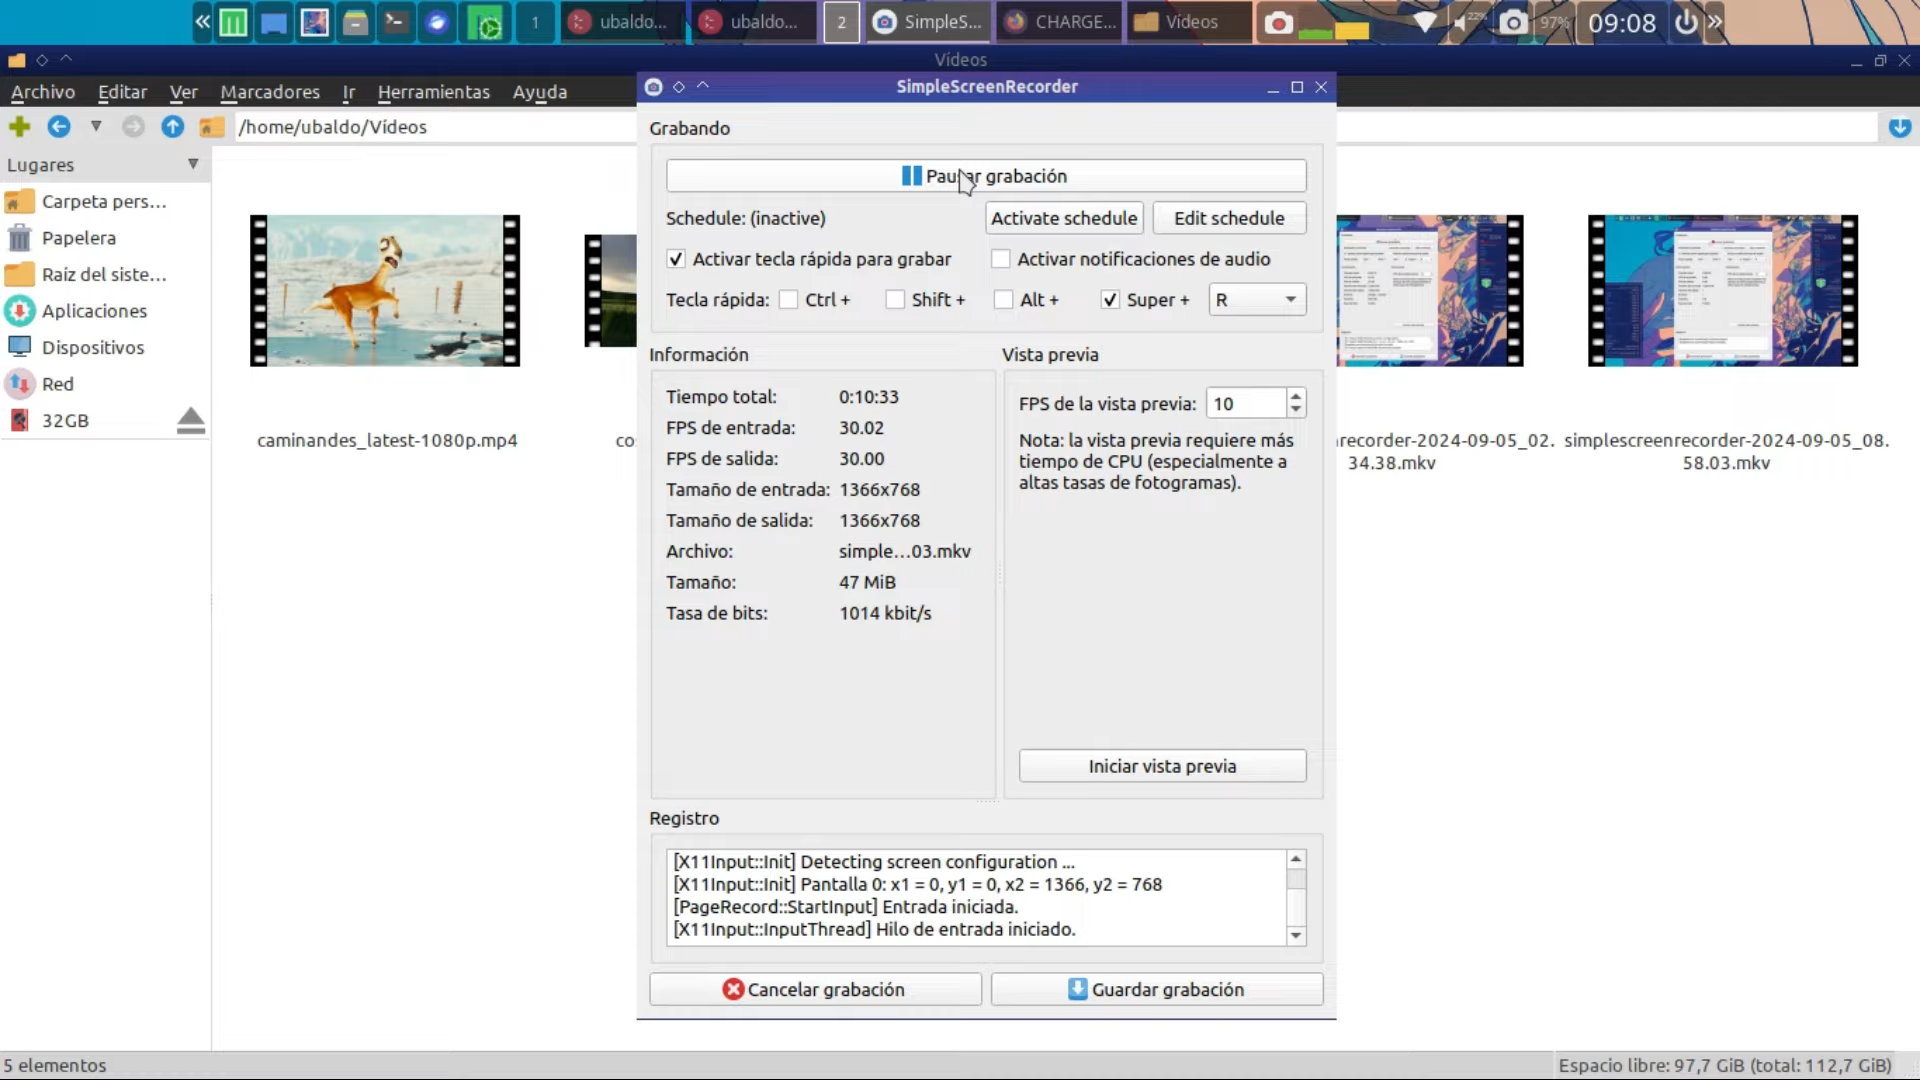 1
ubaldo...
ubaldo...
2
SimpleS...
CHARGE...
Vídeos
22%
97%
09:08
Vídeos
Archivo Editar Ver Marcadores Ir Herramientas Ayuda
/home/ubaldo/Vídeos
Lugares
Carpeta pers...
Papelera
Raíz del siste...
Aplicaciones
Dispositivos
Red
32GB
caminandes_latest-1080p.mp4
co
recorder-2024-09-05_02.
34.38.mkv
simplescreenrecorder-2024-09-05_08.
58.03.mkv
SimpleScreenRecorder
Grabando
Pausar grabación
Schedule: (inactive)
Activate schedule
Edit schedule
Activar tecla rápida para grabar
Activar notificaciones de audio
Tecla rápida: Ctrl + Shift + Alt + Super + R
Información
Tiempo total: 0:10:33
FPS de entrada: 30.02
FPS de salida: 30.00
Tamaño de entrada: 1366x768
Tamaño de salida: 1366x768
Archivo: simple...03.mkv
Tamaño: 47 MiB
Tasa de bits: 1014 kbit/s
Vista previa
FPS de la vista previa: 10
Nota: la vista previa requiere más
tiempo de CPU (especialmente a
altas tasas de fotogramas).
Iniciar vista previa
Registro
[X11Input::Init] Detecting screen configuration ...
[X11Input::Init] Pantalla 0: x1 = 0, y1 = 0, x2 = 1366, y2 = 768
[PageRecord::StartInput] Entrada iniciada.
[X11Input::InputThread] Hilo de entrada iniciado.
Cancelar grabación
Guardar grabación
5 elementos
Espacio libre: 97,7 GiB (total: 112,7 GiB)